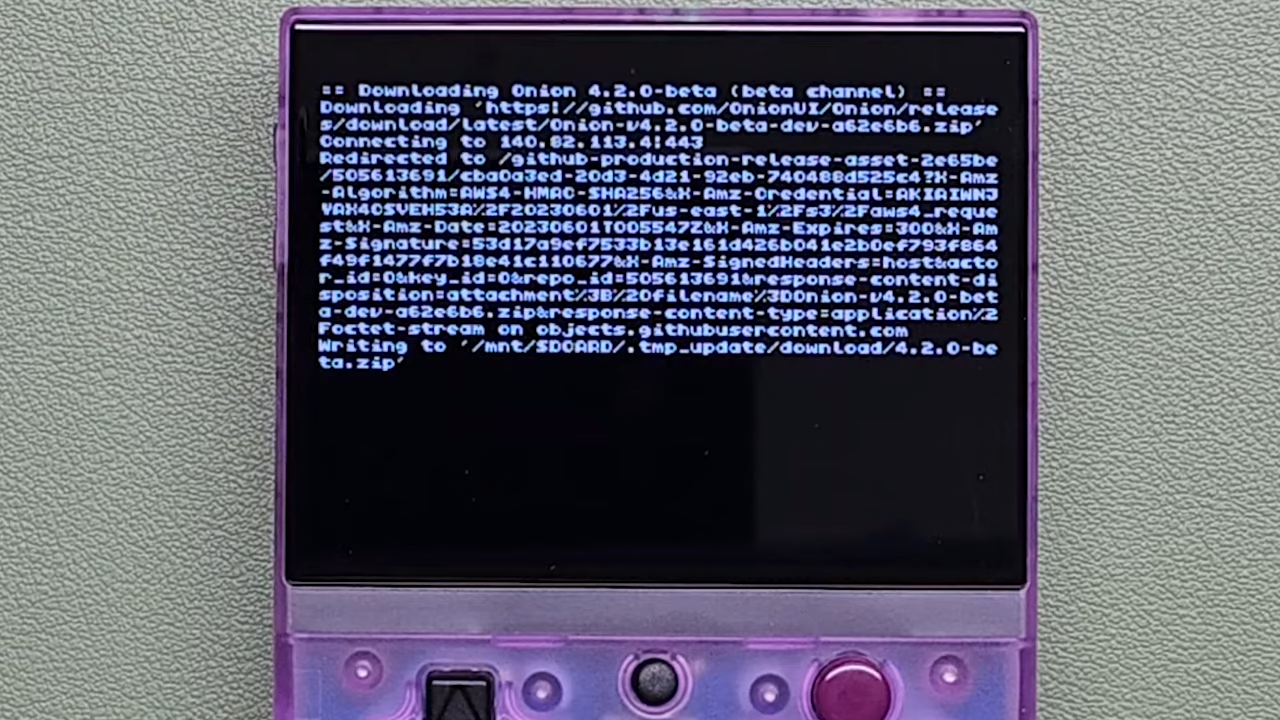 == Downloading Onion 4.2.0-beta (beta channel) ==
Downloading 'https://github.com/OnionUI/Onion/release
s/download/latest/Onion-v4.2.0-beta-dev-a62e6b6.zip'
Connecting to 140.82.113.4:443
Redirected to /github-production-release-asset-2e65be
/505613691/cba0a3ed-20d3-4d21-92eb-740488d525c4?X-Amz
-Algorithm=AWS4-HMAC-SHA256&X-Amz-Credential=AKIAIWNJ
YAX4CSVEH53A%2F20230601%2Fus-east-1%2Fs3%2Faws4_reque
st&X-Amz-Date=20230601T005547Z&X-Amz-Expires=300&X-Am
z-Signature=53d17a9ef7533b13e161d426b041e2b0ef793f864
f49f1477f7b18e41c110677&X-Amz-SignedHeaders=host&acto
r_id=0&key_id=0&repo_id=505613691&response-content-di
sposition=attachment%3B%20filename%3DOnion-v4.2.0-bet
a-dev-a62e6b6.zip&response-content-type=application%2
Foctet-stream on objects.githubusercontent.com
Writing to '/mnt/SDCARD/.tmp_update/download/4.2.0-be
ta.zip'